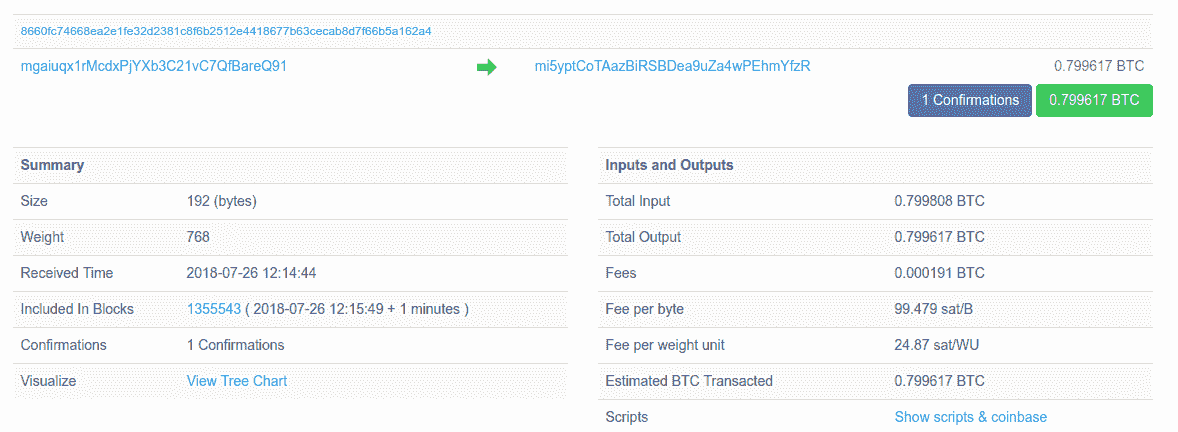 8660fc74668ea2e1fe32d2381c8f6b2512e4418677b63cecab8d7f66b5a162a4
mgaiuqx1rMcdxPjYXb3C21vC7QfBareQ91 mi5yptCoTAazBiRSBDea9uZa4wPEhmYfzR 0.799617 BTC
1 Confirmations 0.799617 BTC
Summary
Size 192 (bytes)
Weight 768
Received Time 2018-07-26 12:14:44
Included In Blocks 1355543 ( 2018-07-26 12:15:49 + 1 minutes )
Confirmations 1 Confirmations
Visualize View Tree Chart
Inputs and Outputs
Total Input 0.799808 BTC
Total Output 0.799617 BTC
Fees 0.000191 BTC
Fee per byte 99.479 sat/B
Fee per weight unit 24.87 sat/WU
Estimated BTC Transacted 0.799617 BTC
Scripts Show scripts & coinbase